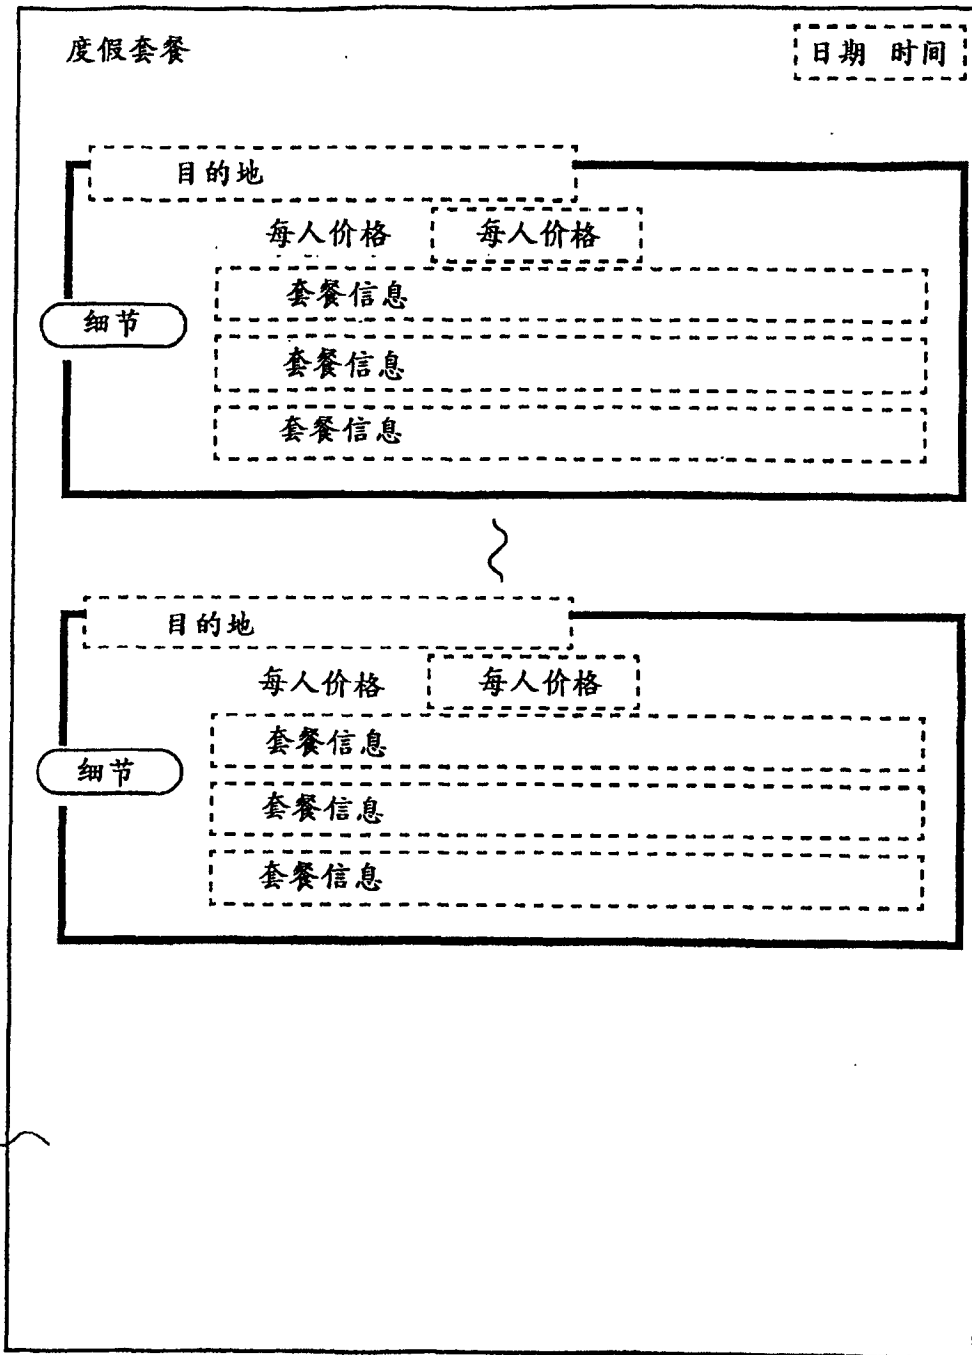 度假套餐 日期 时间
目的地
每人价格 每人价格
套餐信息
细节
套餐信息
套餐信息
目的地
每人价格 每人价格
套餐信息
细节
套餐信息
套餐信息